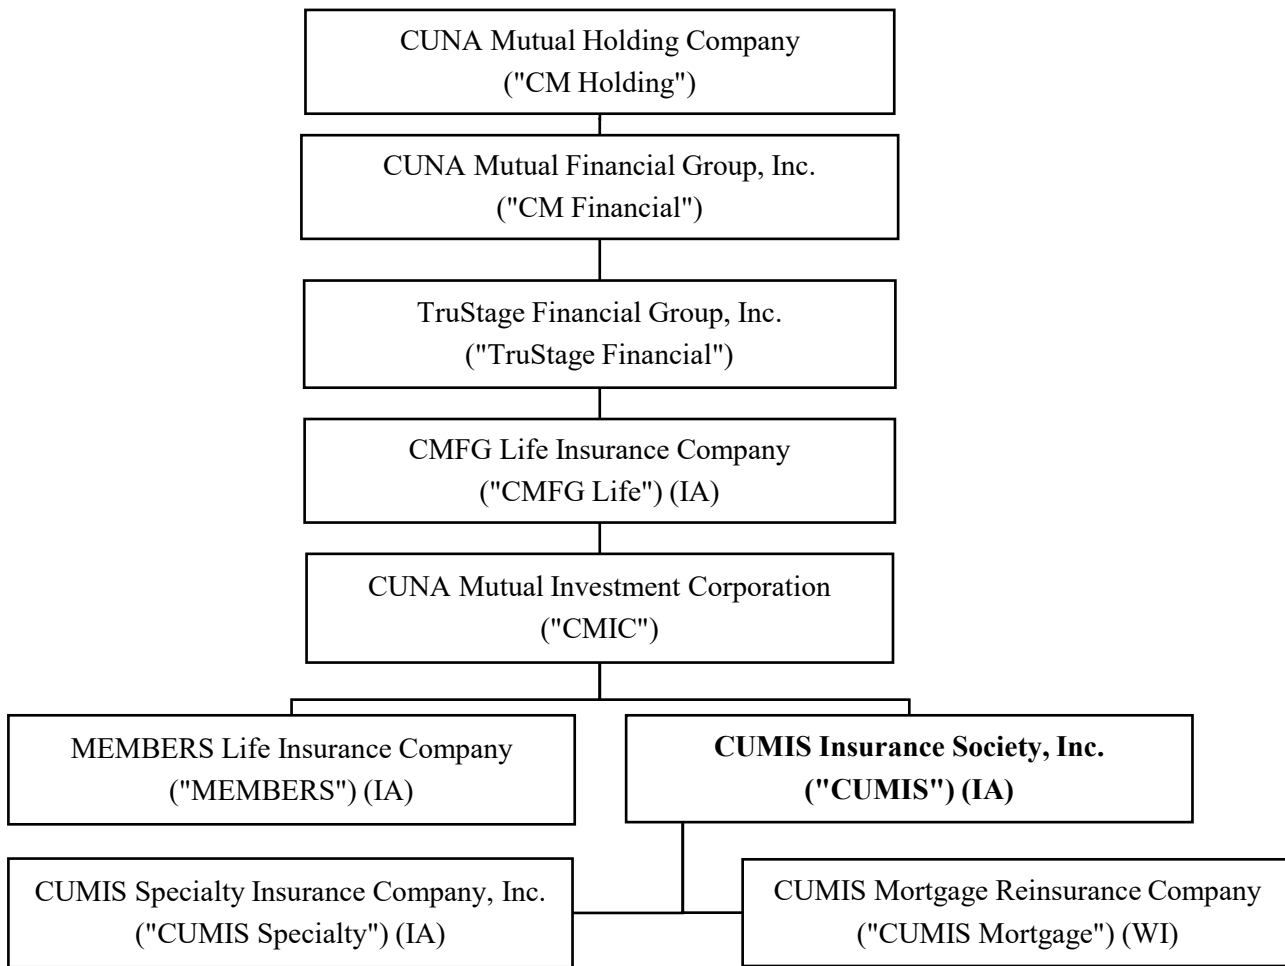 CUNA Mutual Holding Company
("CM Holding")
CUNA Mutual Financial Group, Inc.
("CM Financial")
TruStage Financial Group, Inc.
("TruStage Financial")
CMFG Life Insurance Company
("CMFG Life") (IA)
CUNA Mutual Investment Corporation
("CMIC")
MEMBERS Life Insurance Company
("MEMBERS") (IA)
CUMIS Insurance Society, Inc.
("CUMIS") (IA)
CUMIS Specialty Insurance Company, Inc.
("CUMIS Specialty") (IA)
CUMIS Mortgage Reinsurance Company
("CUMIS Mortgage") (WI)